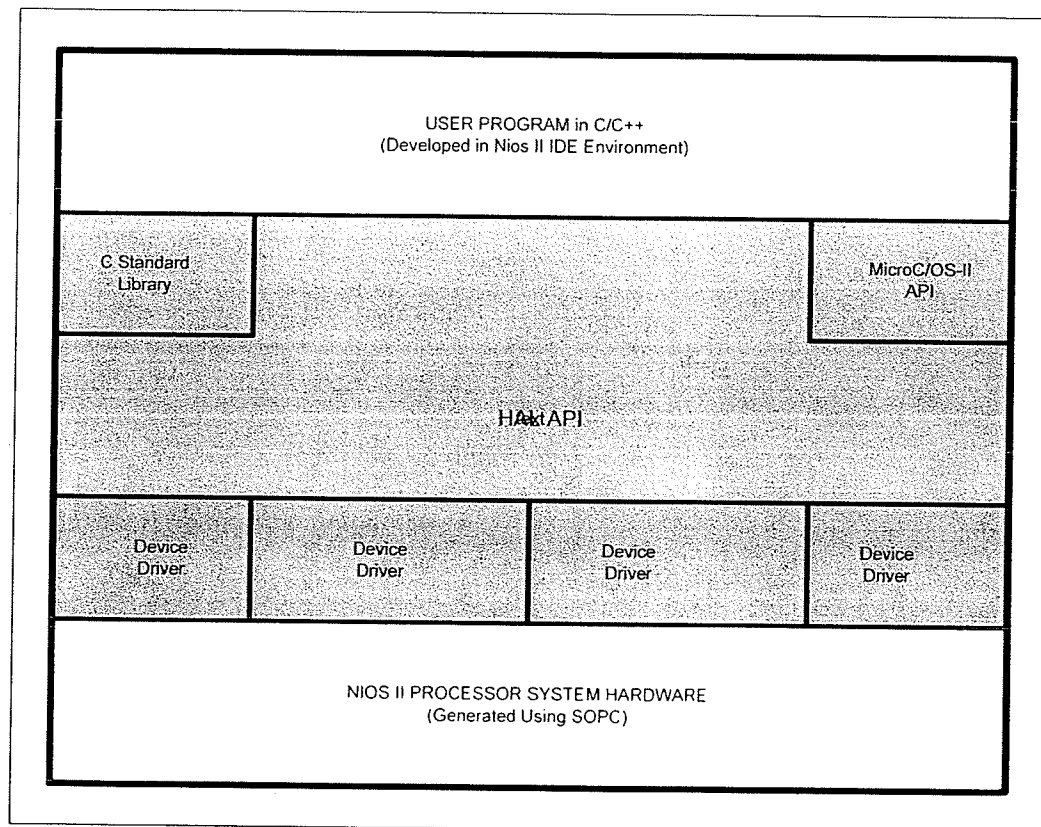 USER PROGRAM in C/C++
(Developed in Nios II IDE Environment)
C Standard
Library
MicroC/OS-II
API
HAL API
Device
Driver
Device
Driver
Device
Driver
Device
Driver
NIOS II PROCESSOR SYSTEM HARDWARE
(Generated Using SOPC)